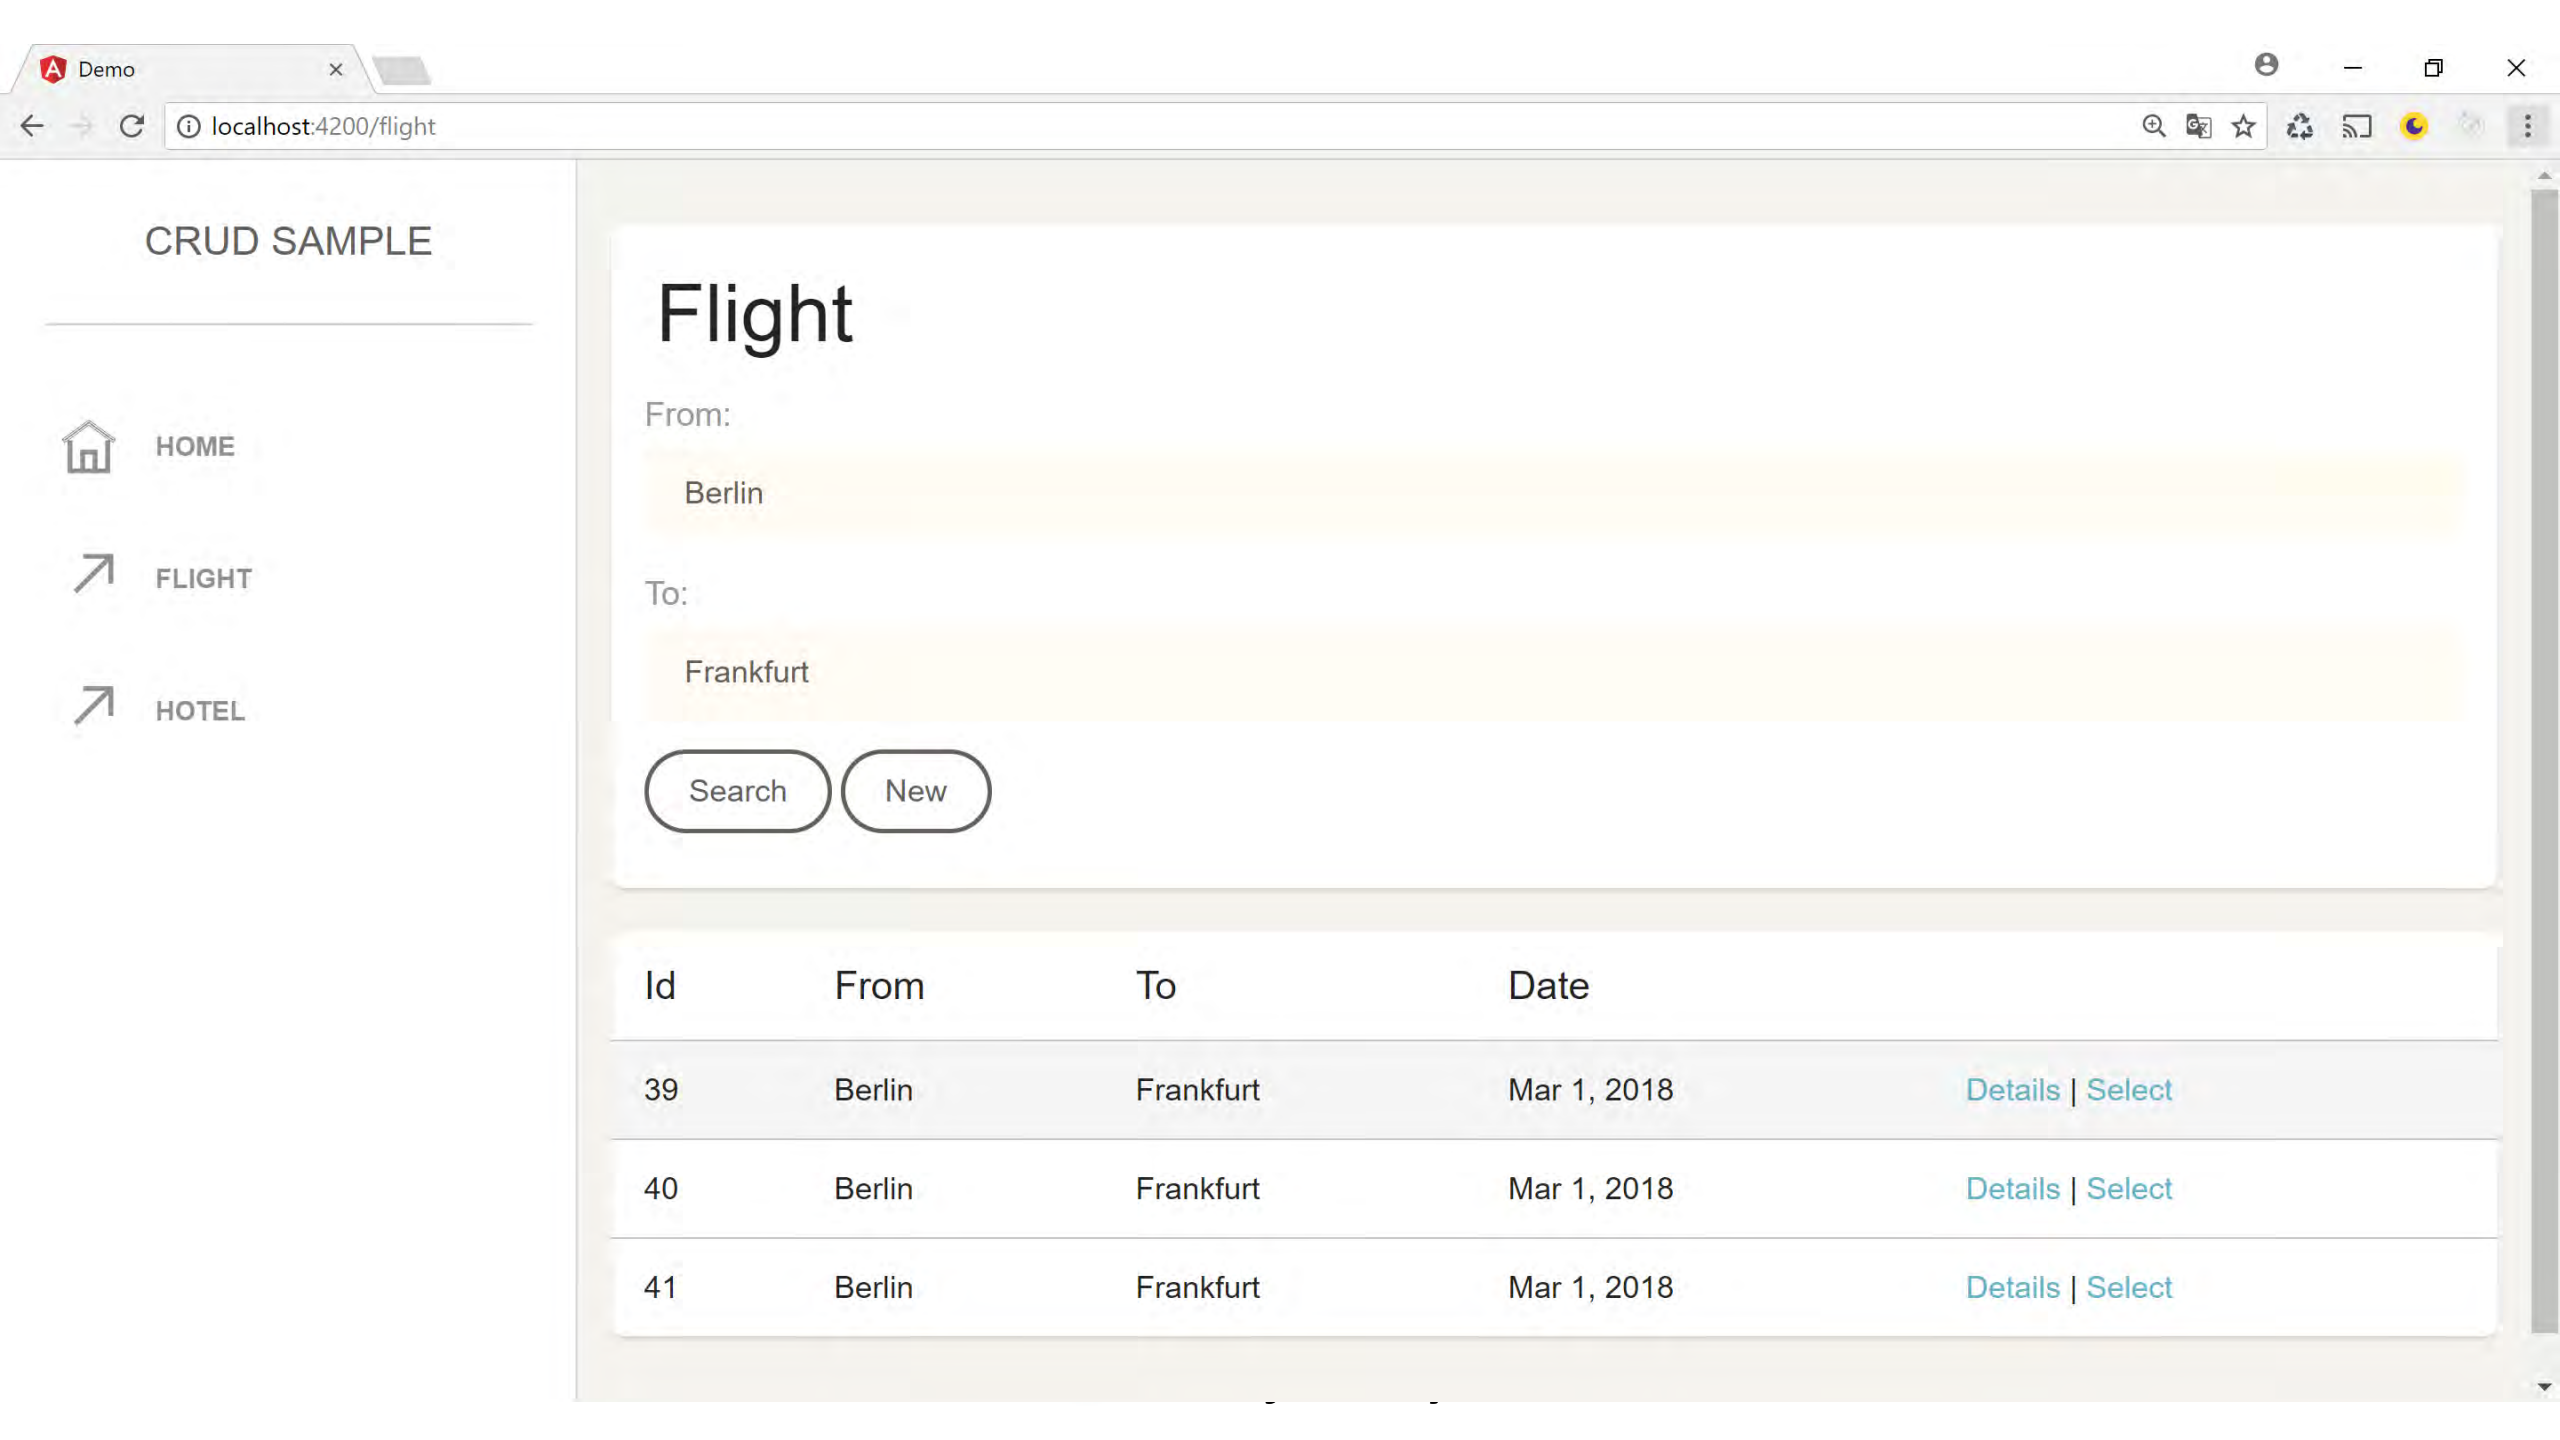 Demo
localhost:4200/flight
CRUD SAMPLE
HOME
FLIGHT
HOTEL
Flight
From:
Berlin
To:
Frankfurt
Search New
Id From To Date
39 Berlin Frankfurt Mar 1, 2018 Details | Select
40 Berlin Frankfurt Mar 1, 2018 Details | Select
41 Berlin Frankfurt Mar 1, 2018 Details | Select